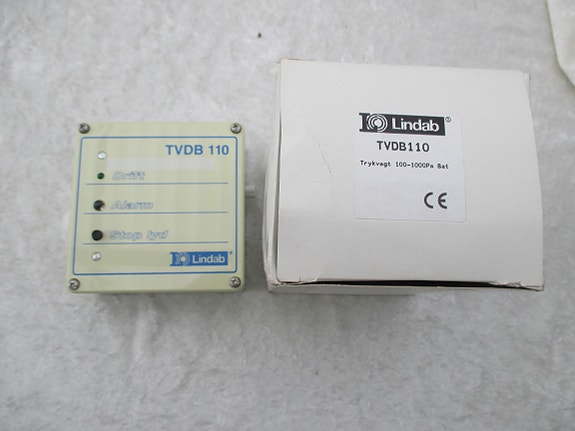 TVDB 110
Drift
Alarm
Stop lyd
Lindab
Lindab®
TVDB110
Trykvagt 100-1000Pa Bat
CE